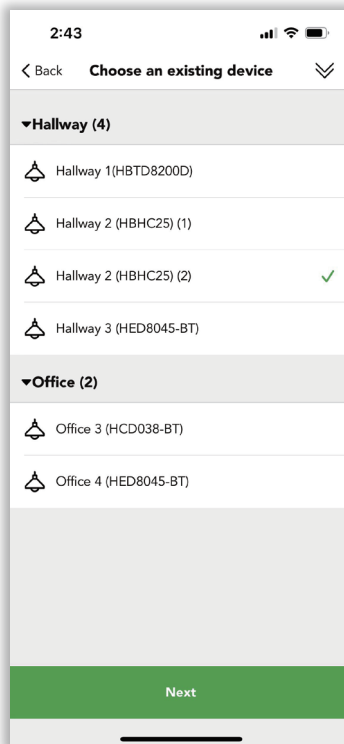 2:43
Back Choose an existing device
▾Hallway (4)
Hallway 1(HBTD8200D)
Hallway 2 (HBHC25) (1)
Hallway 2 (HBHC25) (2)
Hallway 3 (HED8045-BT)
▾Office (2)
Office 3 (HCD038-BT)
Office 4 (HED8045-BT)
Next